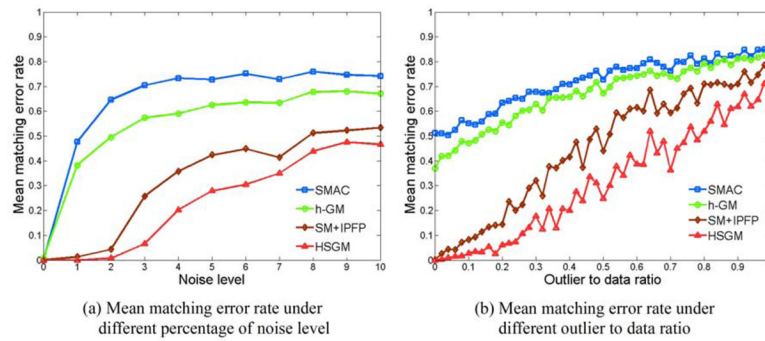 1
0.9
0.8
0.7
0.6
0.5
0.4
0.3
0.2
0.1
0
Mean matching error rate
SMAC
h-GM
SM+IPFP
HSGM
0 1 2 3 4 5 6 7 8 9 10
Noise level
(a) Mean matching error rate under
different percentage of noise level
1
0.9
0.8
0.7
0.6
0.5
0.4
0.3
0.2
0.1
0
Mean matching error rate
SMAC
h-GM
SM+IPFP
HSGM
0 0.1 0.2 0.3 0.4 0.5 0.6 0.7 0.8 0.9
Outlier to data ratio
(b) Mean matching error rate under
different outlier to data ratio